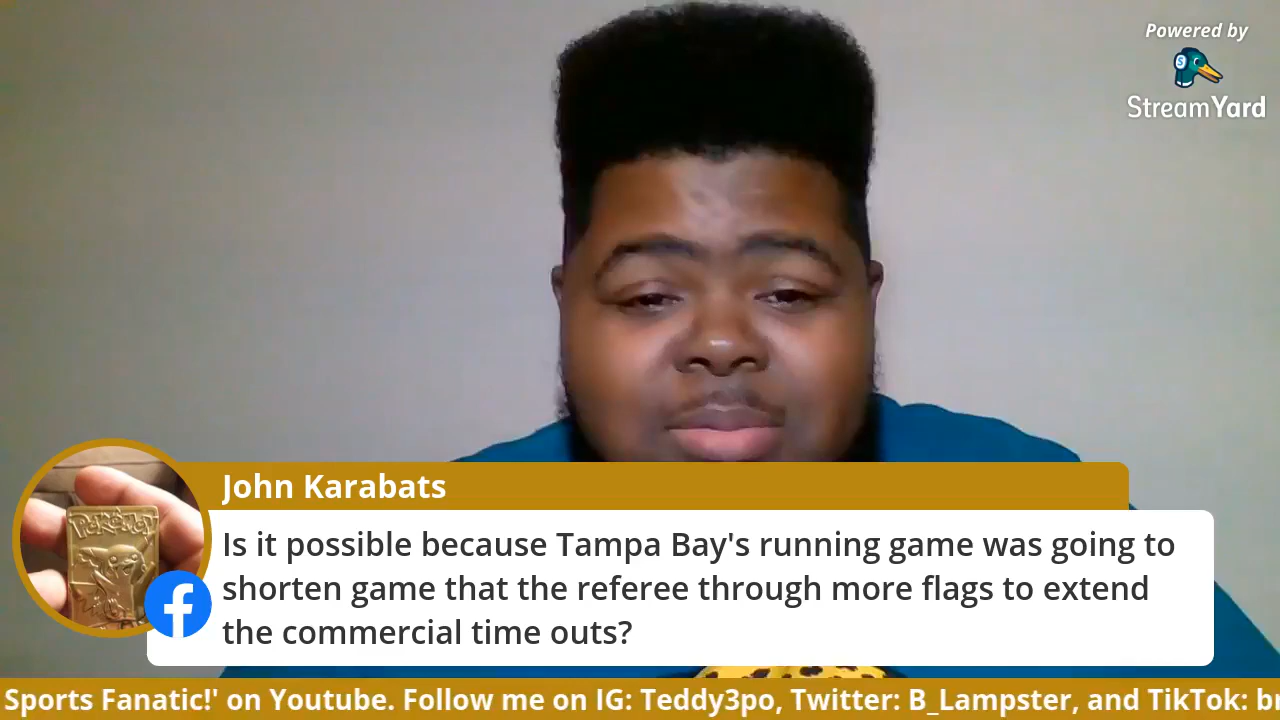 Powered by
StreamYard
John Karabats
POKéMON
Is it possible because Tampa Bay's running game was going to
shorten game that the referee through more flags to extend
the commercial time outs?
Sports Fanatic!' on Youtube. Follow me on IG: Teddy3po, Twitter: B_Lampster, and TikTok: